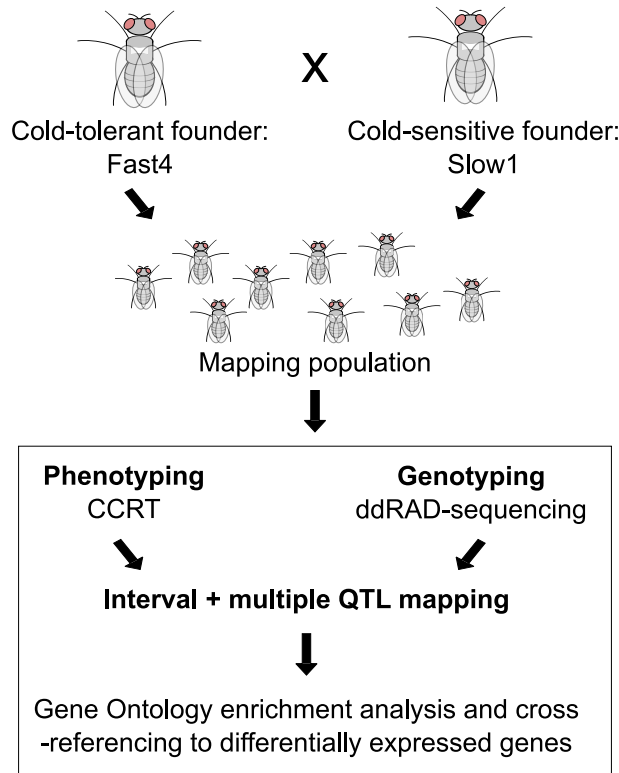 X
Cold-tolerant founder:
Fast4
Cold-sensitive founder:
Slow1
Mapping population
Phenotyping
CCRT
Genotyping
ddRAD-sequencing
Interval + multiple QTL mapping
Gene Ontology enrichment analysis and cross
-referencing to differentially expressed genes